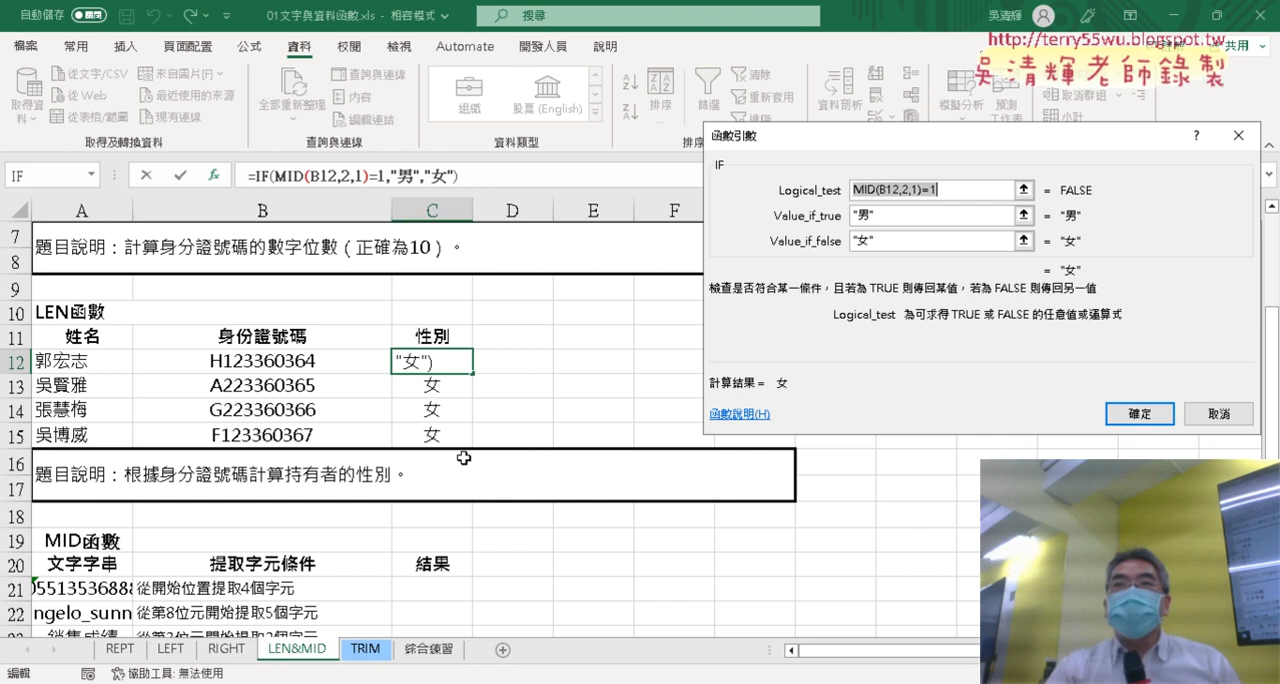 自動儲存 關閉 01文字與資料函數.xls - 相容模式 搜尋 吳清輝
http://terry55wu.blogspot.tw
吳清輝老師錄製
檔案 常用 插入 頁面配置 公式 資料 校閱 檢視 Automate 開發人員 說明 共用
取得資料 從文字/CSV 從 Web 從表格/範圍 來自圖片(F) 最近使用的來源 現有連線
全部重新整理 查詢與連線 內容 編輯連結
組織 股票 (English)
排序 篩選 清除 重新套用 進階
資料剖析 模擬分析 預測工作表 取消群組 小計
取得及轉換資料 查詢與連線 資料類型
IF =IF(MID(B12,2,1)=1,"男","女")
A B C D E F
7 8 題目說明：計算身分證號碼的數字位數（正確為10）。
9
10 LEN函數
11 姓名 身份證號碼 性別
12 郭宏志 H123360364 "女")
13 吳賢雅 A223360365 女
14 張慧梅 G223360366 女
15 吳博威 F123360367 女
16 17 題目說明：根據身分證號碼計算持有者的性別。
18
19 MID函數
20 文字字串 提取字元條件 結果
21 0551353688 從開始位置提取4個字元
22 ngelo_sunn 從第8位元開始提取5個字元
函數引數 ?
IF
Logical_test MID(B12,2,1)=1 = FALSE
Value_if_true "男" = "男"
Value_if_false "女" = "女"
= "女"
檢查是否符合某一條件，且若為 TRUE 則傳回某值，若為 FALSE 則傳回另一值
Logical_test 為可求得 TRUE 或 FALSE 的任意值或運算式
計算結果 = 女
函數說明(H) 確定 取消
REPT LEFT RIGHT LEN&MID TRIM 綜合練習
編輯 協助工具: 無法使用